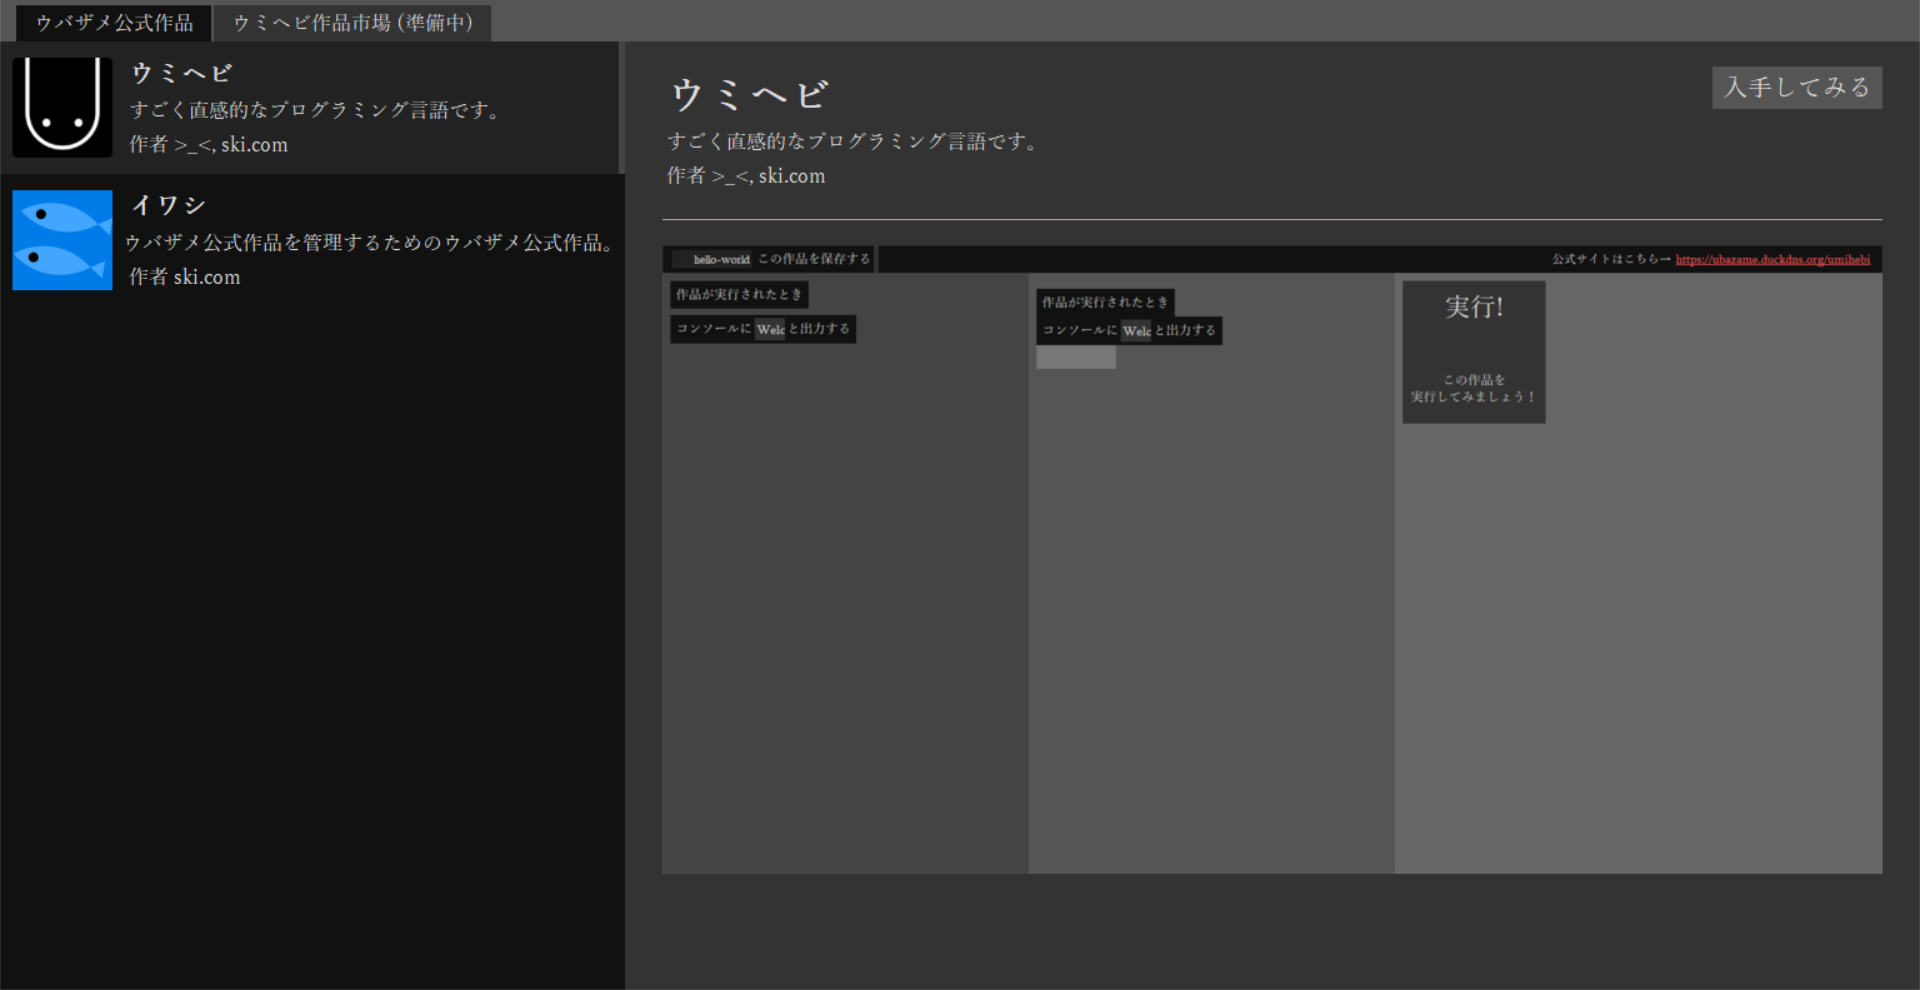 ウバザメ公式作品
ウミヘビ作品市場 (準備中)
ウミヘビ
すごく直感的なプログラミング言語です。
作者 >_<, ski.com
イワシ
ウバザメ公式作品を管理するためのウバザメ公式作品。
作者 ski.com
ウミヘビ
入手してみる
すごく直感的なプログラミング言語です。
作者 >_<, ski.com
hello-world この作品を保存する
公式サイトはこちら→ https://ubazame.duckdns.org/umihebi
作品が実行されたとき
コンソールに Welc と出力する
作品が実行されたとき
コンソールに Welc と出力する
実行!
この作品を
実行してみましょう！